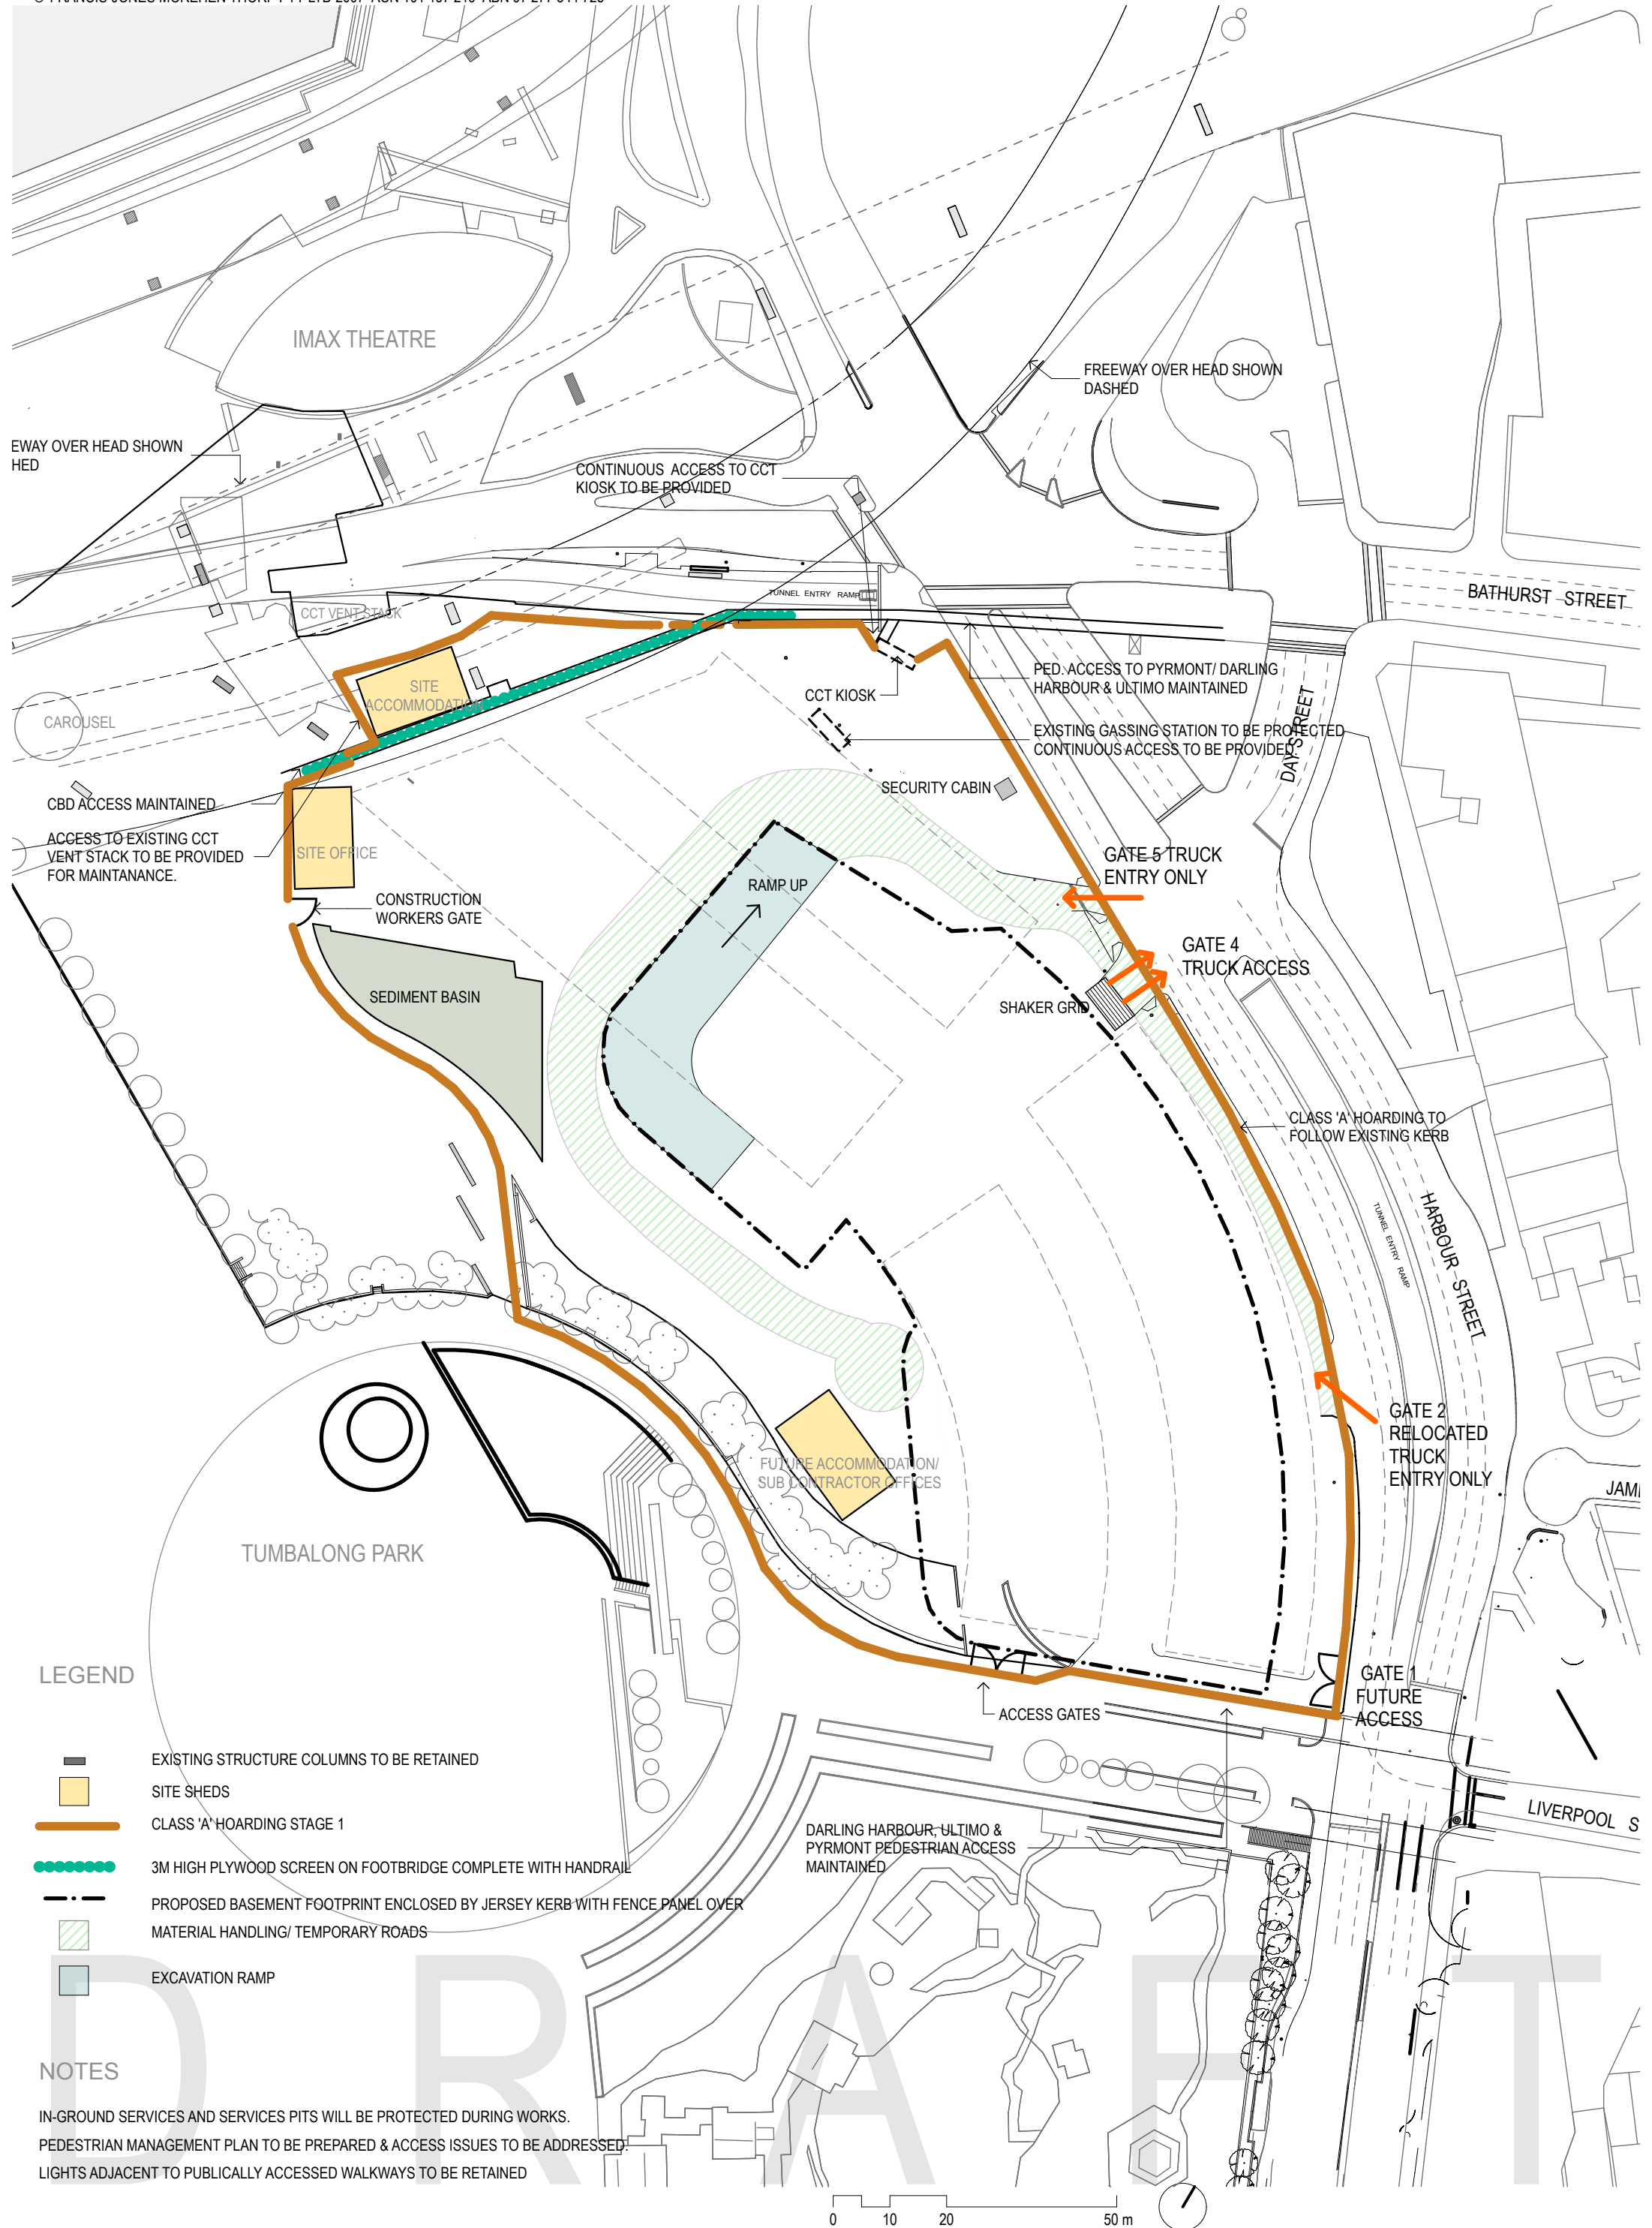 IMAX THEATRE
FREEWAY OVER HEAD SHOWN
DASHED
EWAY OVER HEAD SHOWN
HED
CONTINUOUS ACCESS TO CCT
KIOSK TO BE PROVIDED
BATHURST STREET
TUNNEL ENTRY RAMP
CCT VENT STACK
PED. ACCESS TO PYRMONT/ DARLING
HARBOUR & ULTIMO MAINTAINED
SITE
ACCOMMODATION
CCT KIOSK
CAROUSEL
EXISTING GASSING STATION TO BE PROTECTED
CONTINUOUS ACCESS TO BE PROVIDED
DAY STREET
SECURITY CABIN
CBD ACCESS MAINTAINED
ACCESS TO EXISTING CCT
VENT STACK TO BE PROVIDED
FOR MAINTANANCE.
SITE OFFICE
GATE 5 TRUCK
ENTRY ONLY
RAMP UP
CONSTRUCTION
WORKERS GATE
GATE 4
TRUCK ACCESS
SEDIMENT BASIN
SHAKER GRID
CLASS 'A' HOARDING TO
FOLLOW EXISTING KERB
TUNNEL ENTRY RAMP
HARBOUR STREET
GATE 2
RELOCATED
TRUCK
ENTRY ONLY
FUTURE ACCOMMODATION/
SUB CONTRACTOR OFFICES
JAM
TUMBALONG PARK
GATE 1
FUTURE
ACCESS
ACCESS GATES
LIVERPOOL S
DARLING HARBOUR, ULTIMO &
PYRMONT PEDESTRIAN ACCESS
MAINTAINED
LEGEND
EXISTING STRUCTURE COLUMNS TO BE RETAINED
SITE SHEDS
CLASS 'A' HOARDING STAGE 1
3M HIGH PLYWOOD SCREEN ON FOOTBRIDGE COMPLETE WITH HANDRAIL
PROPOSED BASEMENT FOOTPRINT ENCLOSED BY JERSEY KERB WITH FENCE PANEL OVER
MATERIAL HANDLING/ TEMPORARY ROADS
EXCAVATION RAMP
DRAFT
NOTES
IN-GROUND SERVICES AND SERVICES PITS WILL BE PROTECTED DURING WORKS.
PEDESTRIAN MANAGEMENT PLAN TO BE PREPARED & ACCESS ISSUES TO BE ADDRESSED.
LIGHTS ADJACENT TO PUBLICALLY ACCESSED WALKWAYS TO BE RETAINED
0 10 20 50 m